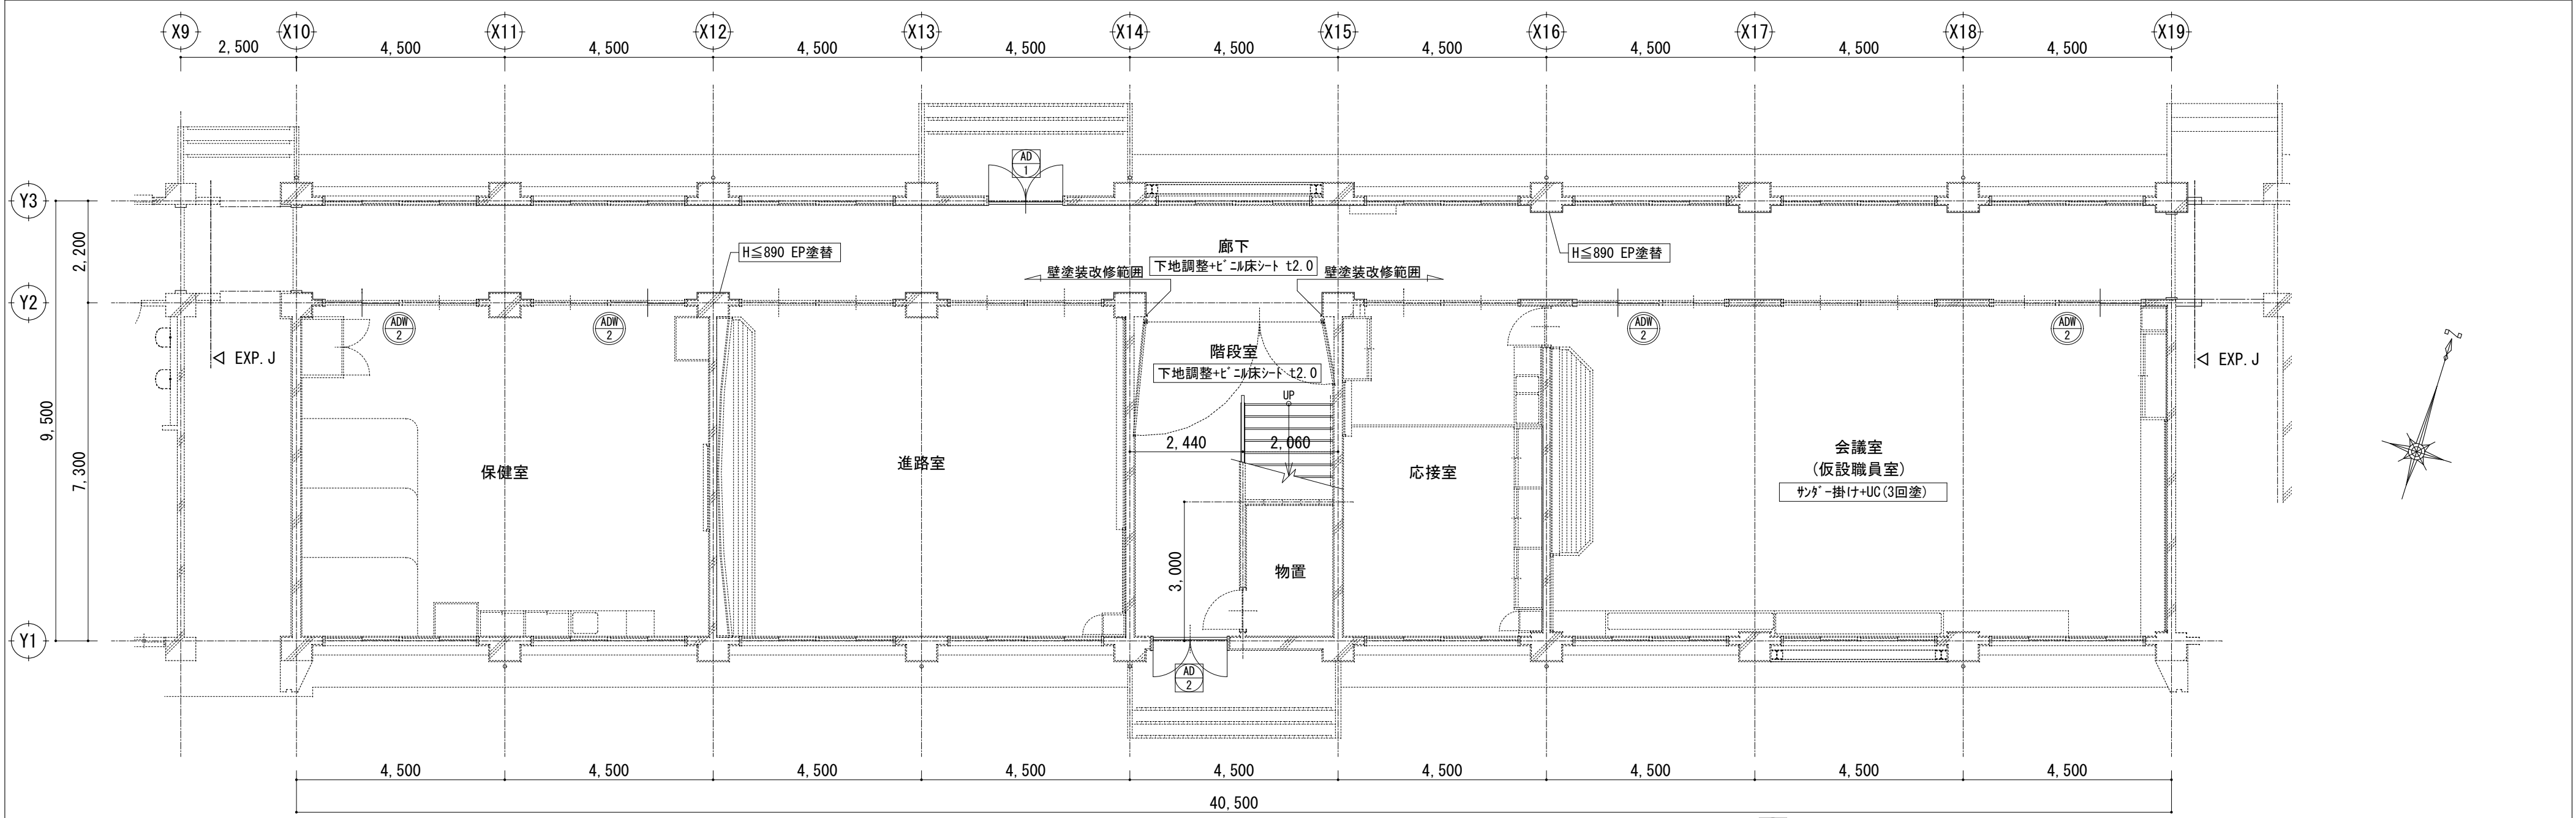 X9 X10 X11 X12 X13 X14 X15 X16 X17 X18 X19
2,500 4,500 4,500 4,500 4,500 4,500 4,500 4,500 4,500 4,500
AD
1
Y3
2,200
H≦890 EP塗替
廊下
下地調整+ﾋﾞﾆﾙ床ｼｰﾄ t2.0
H≦890 EP塗替
壁塗装改修範囲
壁塗装改修範囲
Y2
ADW
2
ADW
2
ADW
2
ADW
2
EXP.J
階段室
下地調整+ﾋﾞﾆﾙ床ｼｰﾄ t2.0
EXP.J
UP
N
9,500
7,300
2,440
2,060
保健室
進路室
応接室
会議室
(仮設職員室)
ｻﾝﾀﾞｰ掛け+UC(3回塗)
3,000
物置
Y1
AD
2
4,500 4,500 4,500 4,500 4,500 4,500 4,500 4,500 4,500
40,500